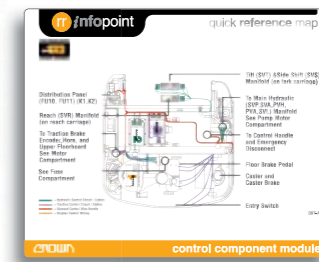 rr infopoint
quick reference map
Tilt (SVT) &Side Shift (SVS)
Manifold (on fork carriage)
Distribution Panel
(FU10, FU11) (K1,K2)
To Main Hydraulic
(SVP,SVA,PVH,
PVA,SVL) Manifold
See Pump Motor
Compartment
Reach (SVR) Manifold
(on reach carriage)
To Traction Brake
Encoder, Horn, and
Upper Floorboard
See Motor
Compartment
To Control Handle
and Emergency
Disconnect
See Fuse
Compartment
Floor Brake Pedal
Caster and
Caster Brake
Entry Switch
CROWN
control component module